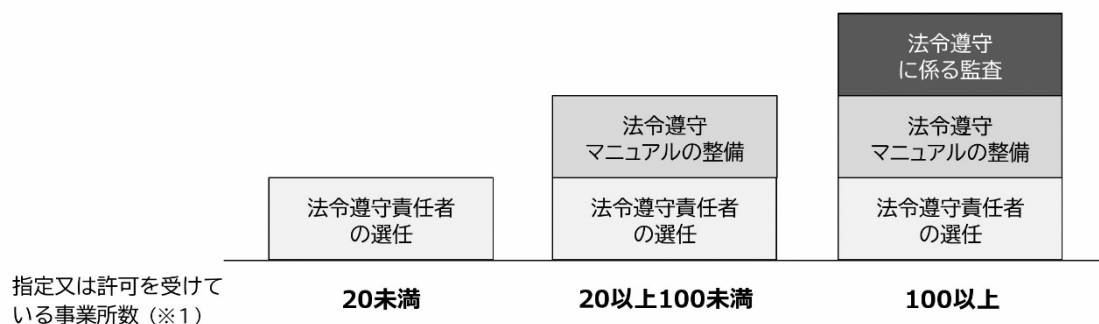 法令遵守
に係る監査
法令遵守
マニュアルの整備
法令遵守
マニュアルの整備
法令遵守責任者
の選任
法令遵守責任者
の選任
法令遵守責任者
の選任
指定又は許可を受けて
いる事業所数（※１）
20未満
20以上100未満
100以上